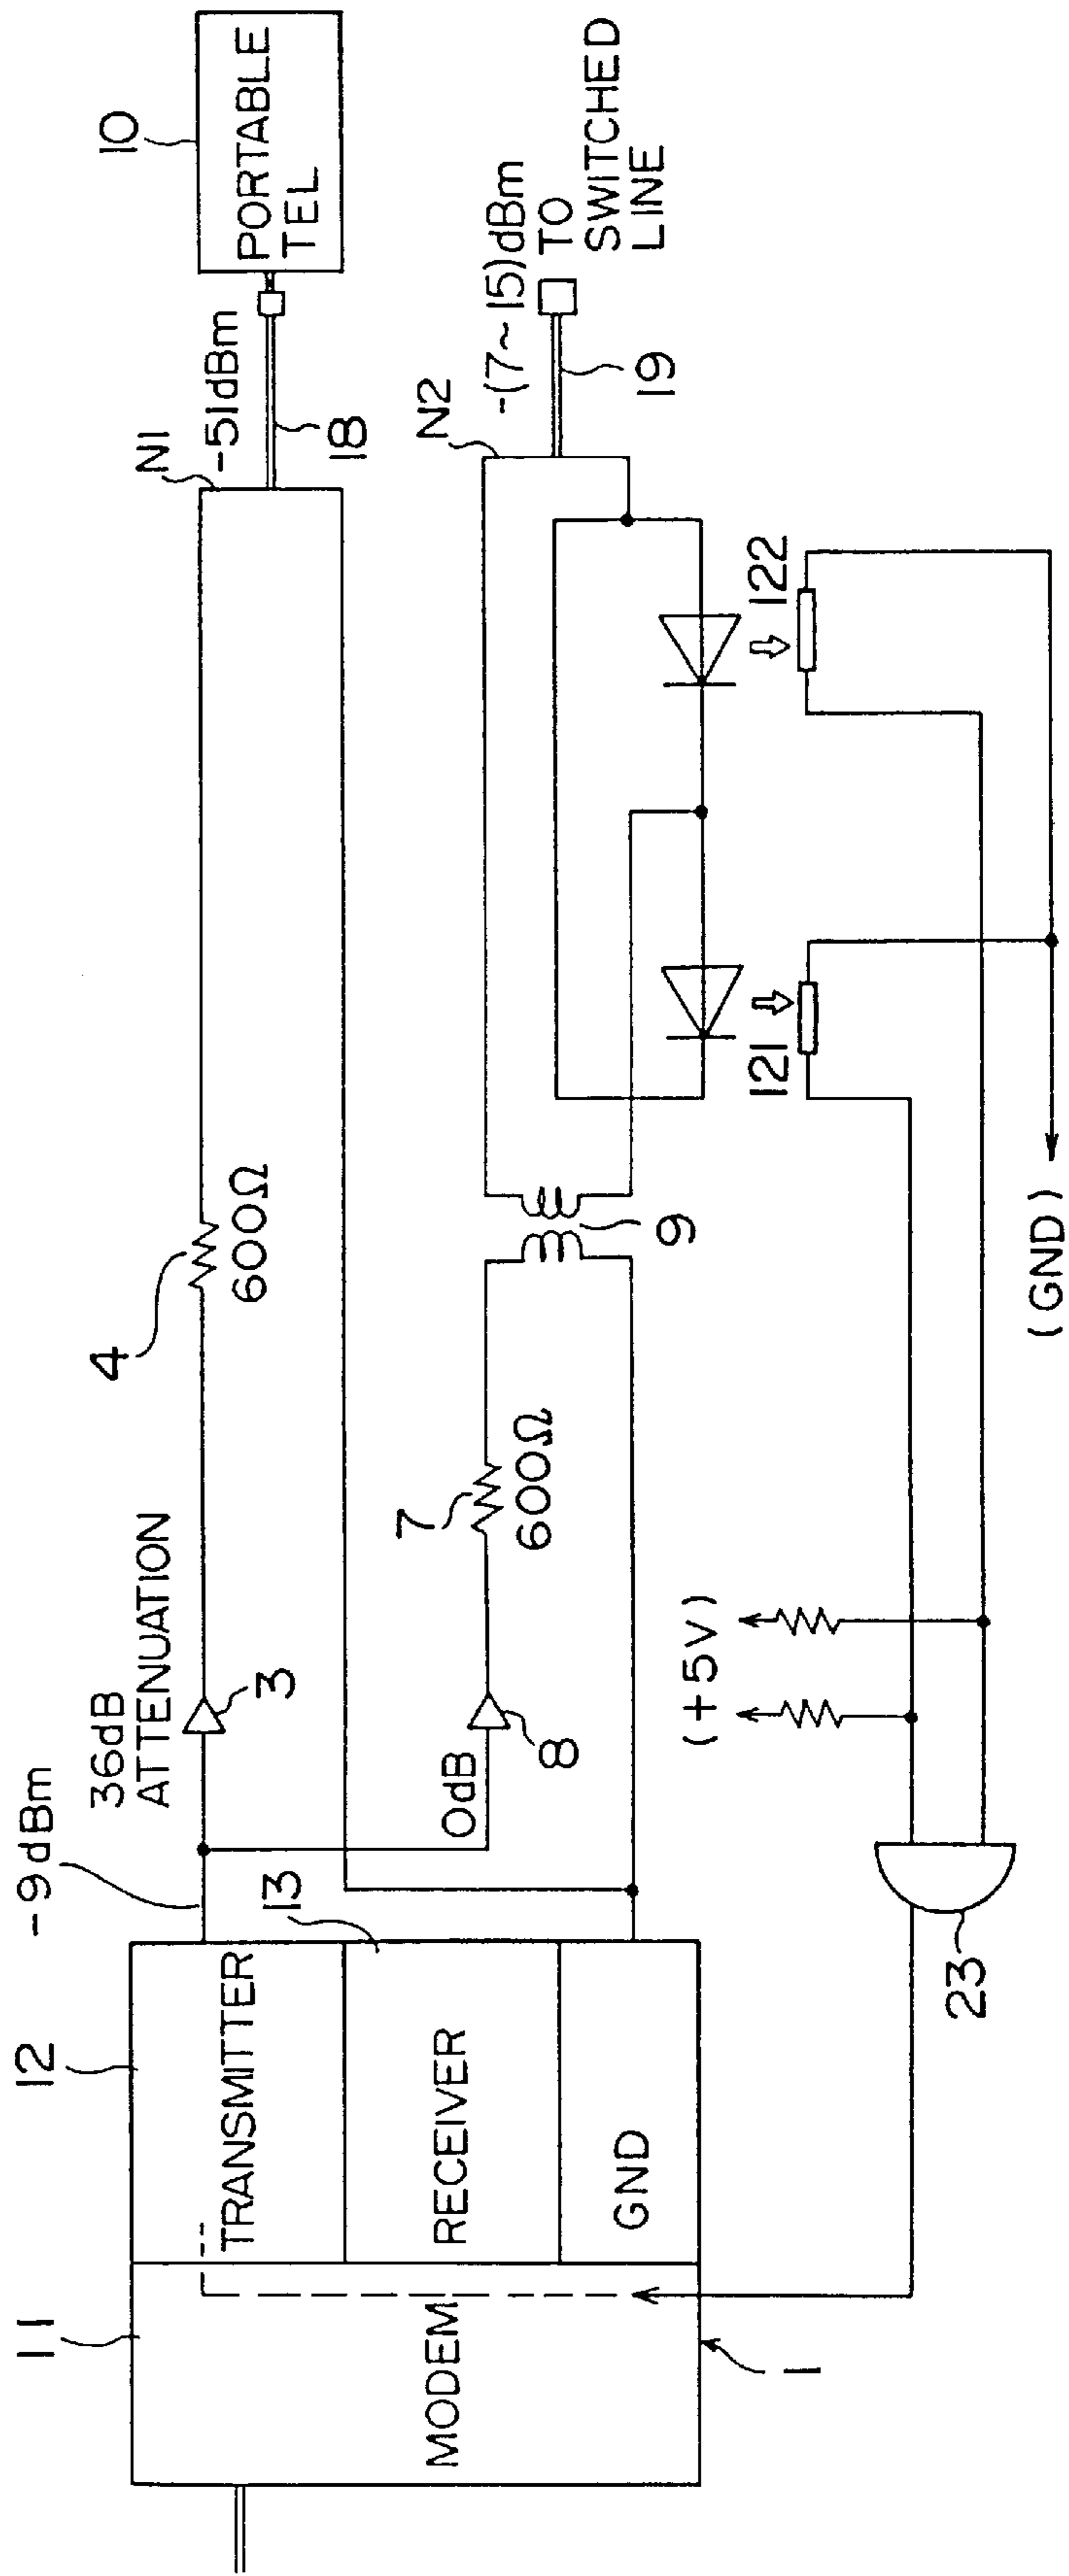 10
PORTABLE
TEL
-51dBm
N1
18
4
600Ω
36dB
ATTENUATION
3
-9dBm
12
11
TRANSMITTER
13
RECEIVER
GND
MODEM
1
0dB
8
7
600Ω
9
N2
-(7~15)dBm
TO
SWITCHED
LINE
19
122
121
(+5V)
(GND)
23